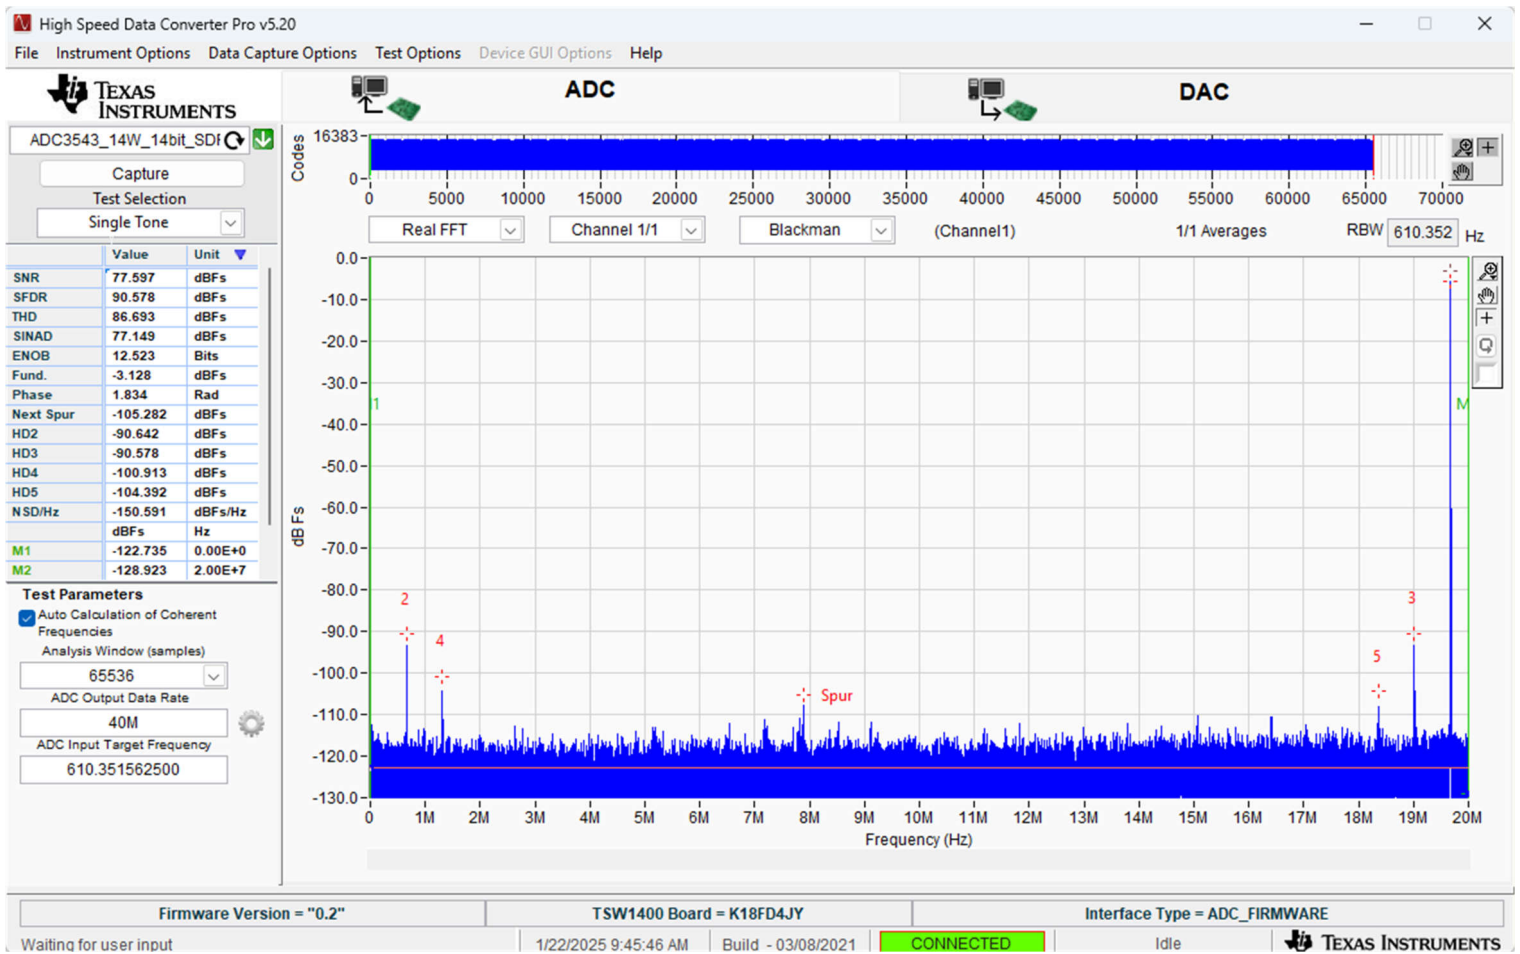 High Speed Data Converter Pro v5.20
File Instrument Options Data Capture Options Test Options Device GUI Options Help
TEXAS INSTRUMENTS
ADC
DAC
ADC3543_14W_14bit_SDR
Capture
Test Selection
Single Tone
Value Unit
SNR 77.597 dBFs
SFDR 90.578 dBFs
THD 86.693 dBFs
SINAD 77.149 dBFs
ENOB 12.523 Bits
Fund. -3.128 dBFs
Phase 1.834 Rad
Next Spur -105.282 dBFs
HD2 -90.642 dBFs
HD3 -90.578 dBFs
HD4 -100.913 dBFs
HD5 -104.392 dBFs
NSD/Hz -150.591 dBFs/Hz
dBFs Hz
M1 -122.735 0.00E+0
M2 -128.923 2.00E+7
Test Parameters
Auto Calculation of Coherent
Frequencies
Analysis Window (samples)
65536
ADC Output Data Rate
40M
ADC Input Target Frequency
610.351562500
Codes
16383
0
0 5000 10000 15000 20000 25000 30000 35000 40000 45000 50000 55000 60000 65000 70000
Real FFT Channel 1/1 Blackman (Channel1) 1/1 Averages RBW 610.352 Hz
dBFs
0.0
-10.0
-20.0
-30.0
-40.0
-50.0
-60.0
-70.0
-80.0
-90.0
-100.0
-110.0
-120.0
-130.0
1
M
2
4
Spur
5
3
0 1M 2M 3M 4M 5M 6M 7M 8M 9M 10M 11M 12M 13M 14M 15M 16M 17M 18M 19M 20M
Frequency (Hz)
Firmware Version = "0.2" TSW1400 Board = K18FD4JY Interface Type = ADC_FIRMWARE
Waiting for user input 1/22/2025 9:45:46 AM Build - 03/08/2021 CONNECTED Idle TEXAS INSTRUMENTS